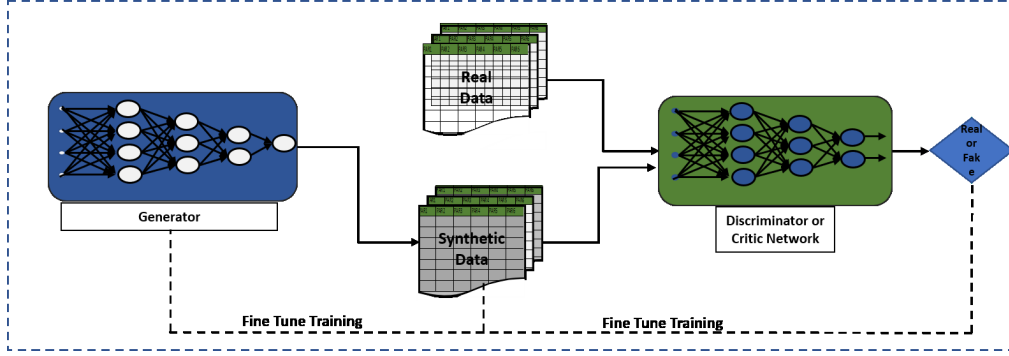 Real
Data
Generator
Synthetic
Data
Discriminator or
Critic Network
Real
or
Fak
e
Fine Tune Training
Fine Tune Training